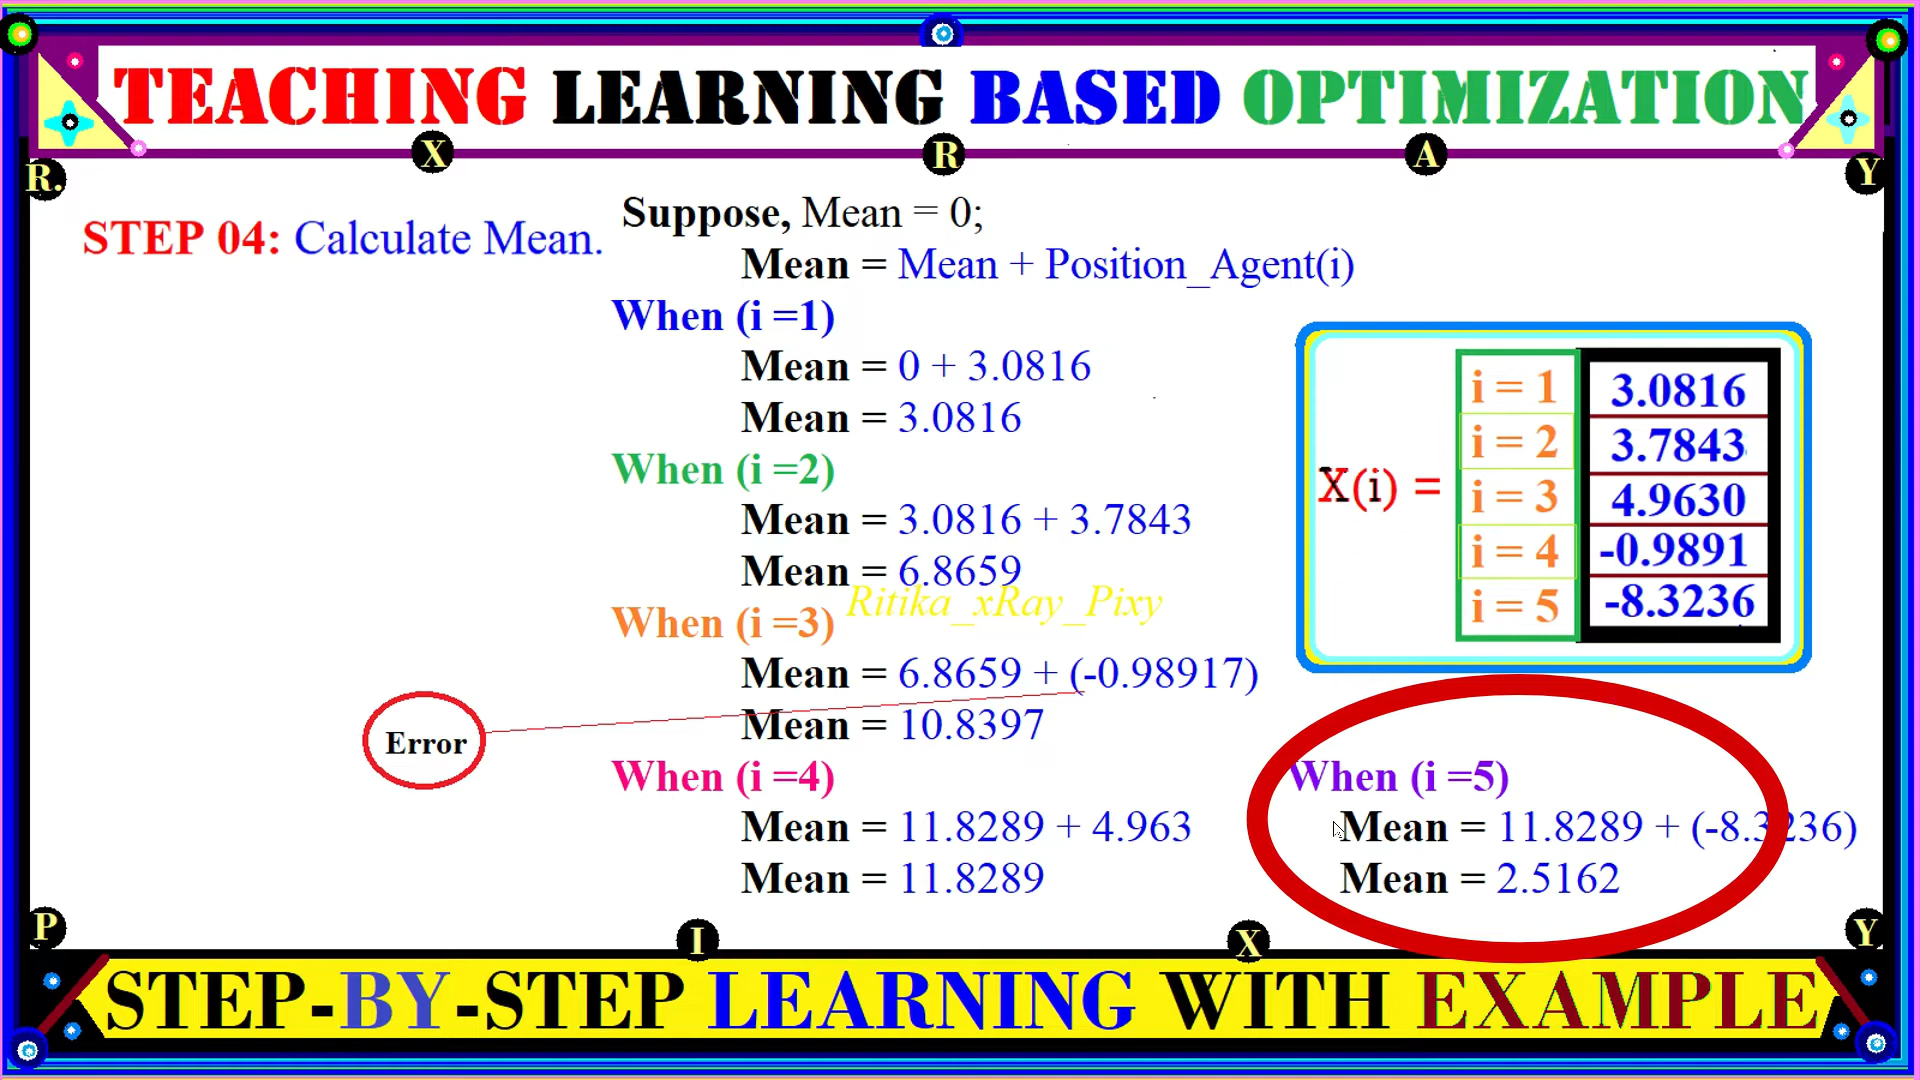 TEACHING LEARNING BASED OPTIMIZATION
R. X R A Y
STEP 04: Calculate Mean.
Suppose, Mean = 0;
Mean = Mean + Position_Agent(i)
When (i =1)
Mean = 0 + 3.0816
Mean = 3.0816
When (i =2)
Mean = 3.0816 + 3.7843
Mean = 6.8659
Ritika_xRay_Pixy
When (i =3)
Mean = 6.8659 + (-0.98917)
Mean = 10.8397
Error
When (i =4)
Mean = 11.8289 + 4.963
Mean = 11.8289
X(i) =
i = 1 3.0816
i = 2 3.7843
i = 3 4.9630
i = 4 -0.9891
i = 5 -8.3236
When (i =5)
Mean = 11.8289 + (-8.3236)
Mean = 2.5162
P I X Y
STEP-BY-STEP LEARNING WITH EXAMPLE